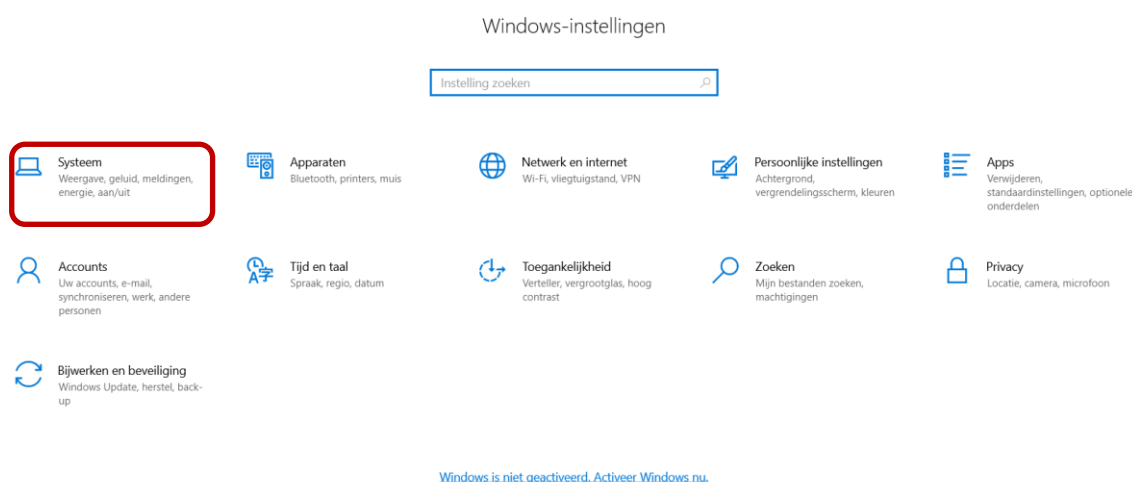 Windows-instellingen
Instelling zoeken
Systeem
Weergave, geluid, meldingen,
energie, aan/uit
Apparaten
Bluetooth, printers, muis
Netwerk en internet
Wi-Fi, vliegtuigstand, VPN
Persoonlijke instellingen
Achtergrond,
vergrendelingsscherm, kleuren
Apps
Verwijderen,
standaardinstellingen, optionele
onderdelen
Accounts
Uw accounts, e-mail,
synchroniseren, werk, andere
personen
Tijd en taal
Spraak, regio, datum
Toegankelijkheid
Verteller, vergrootglas, hoog
contrast
Zoeken
Mijn bestanden zoeken,
machtigingen
Privacy
Locatie, camera, microfoon
Bijwerken en beveiliging
Windows Update, herstel, back-
up
Windows is niet geactiveerd. Activeer Windows nu.